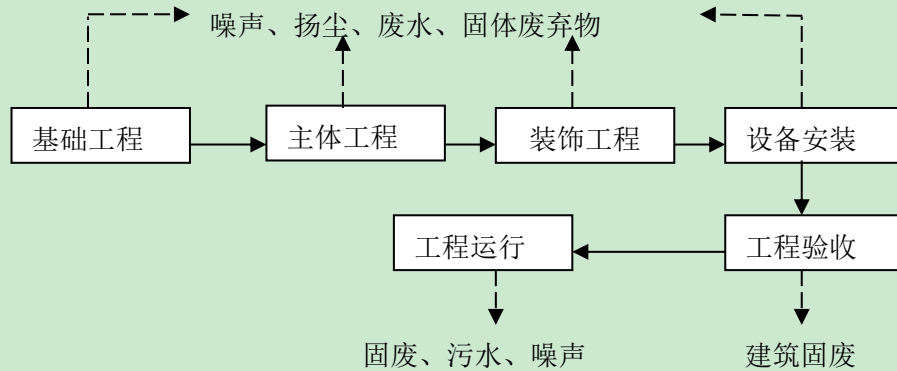 噪声、扬尘、废水、固体废弃物
基础工程
主体工程
装饰工程
设备安装
工程运行
工程验收
固废、污水、噪声
建筑固废